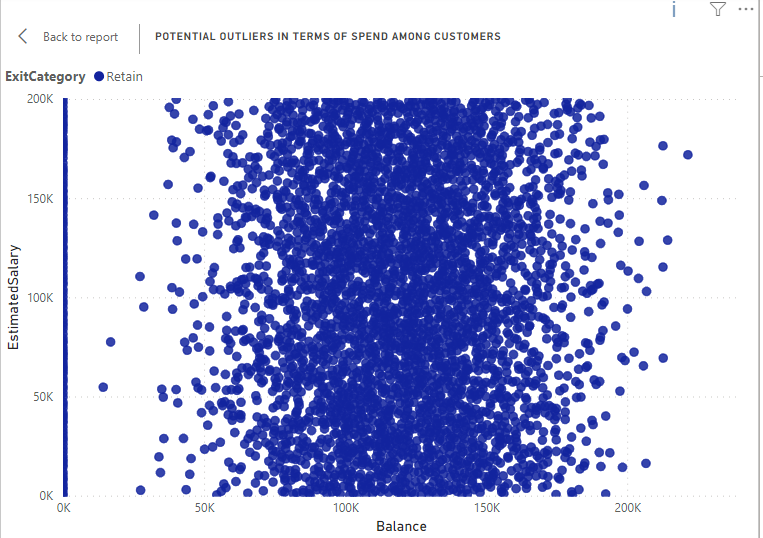 Back to report
POTENTIAL OUTLIERS IN TERMS OF SPEND AMONG CUSTOMERS
ExitCategory Retain
200K
150K
100K
50K
0K
EstimatedSalary
0K 50K 100K 150K 200K
Balance